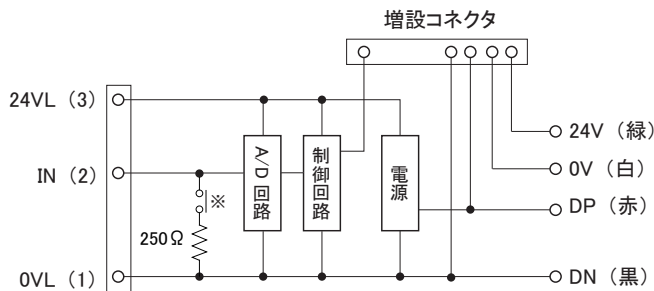 増設コネクタ
24VL（3）
24V（緑）
A/D回路
制御回路
電源
IN（2）
0V（白）
※
DP（赤）
250Ω
0VL（1）
DN（黒）